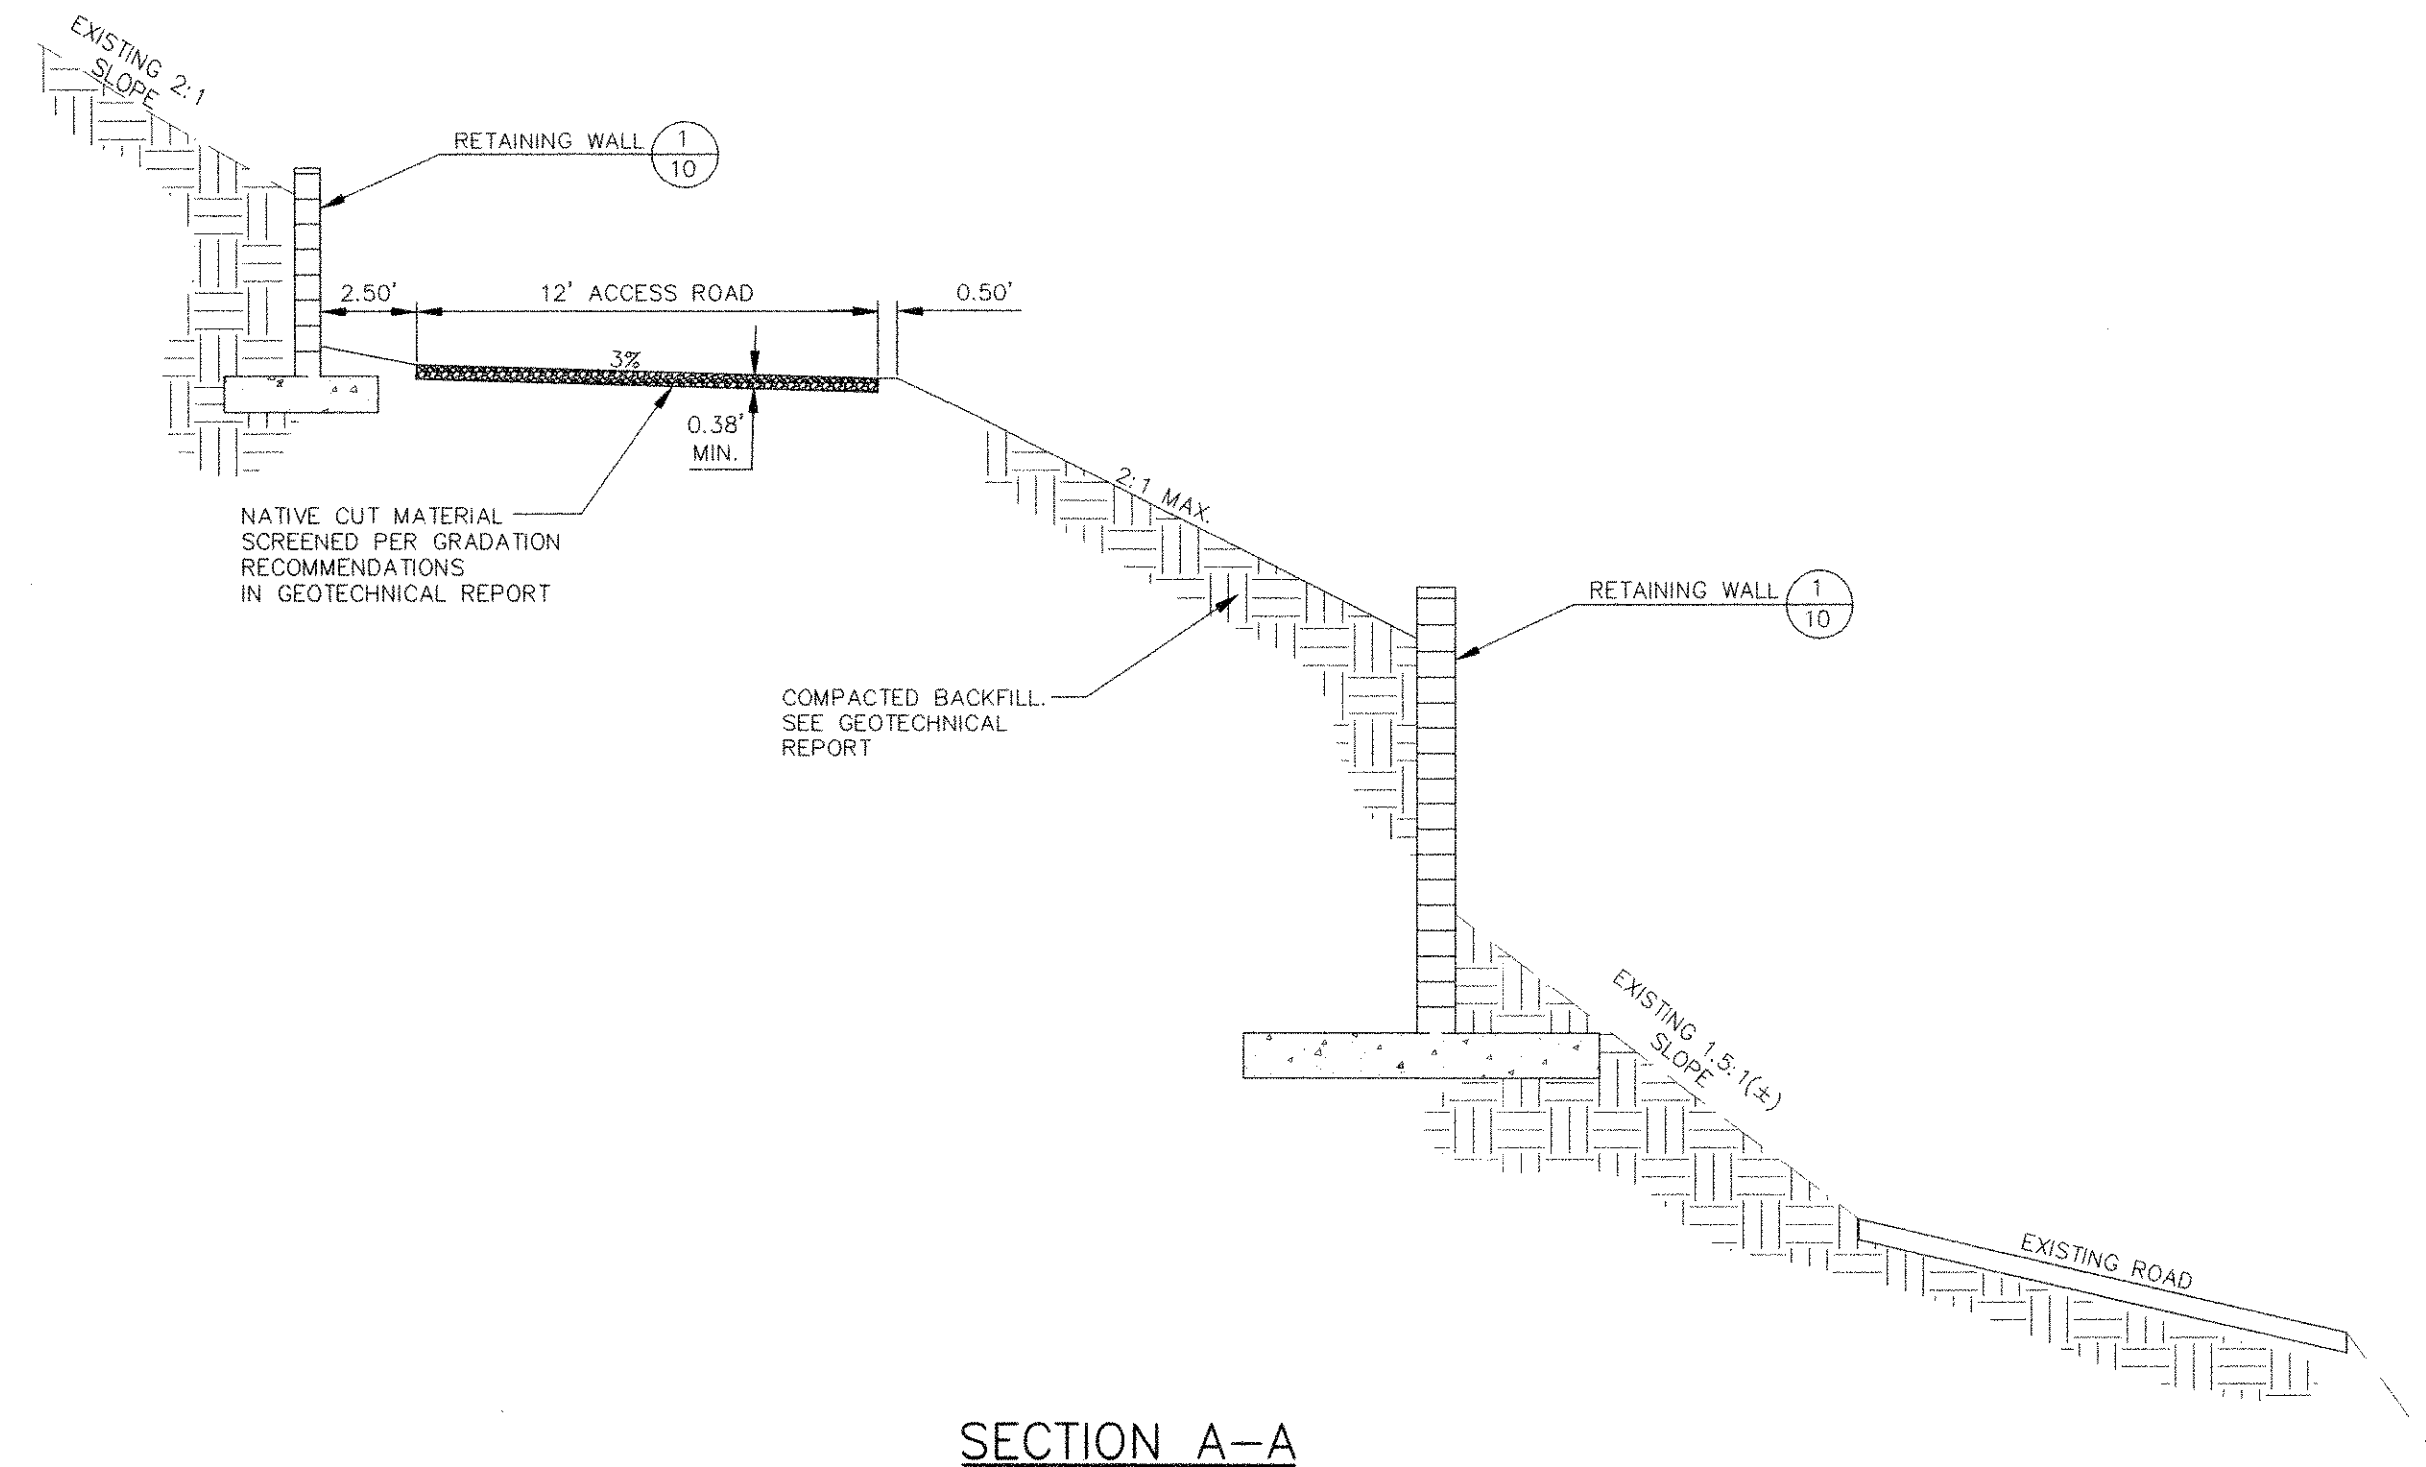 EXISTING 2:1
SLOPE
RETAINING WALL
1
10
2.50'
12' ACCESS ROAD
0.50'
3%
0.38'
MIN.
NATIVE CUT MATERIAL
SCREENED PER GRADATION
RECOMMENDATIONS
IN GEOTECHNICAL REPORT
2:1 MAX.
RETAINING WALL
1
10
COMPACTED BACKFILL.
SEE GEOTECHNICAL
REPORT
EXISTING 1.5:1(±)
SLOPE
EXISTING ROAD
SECTION A-A